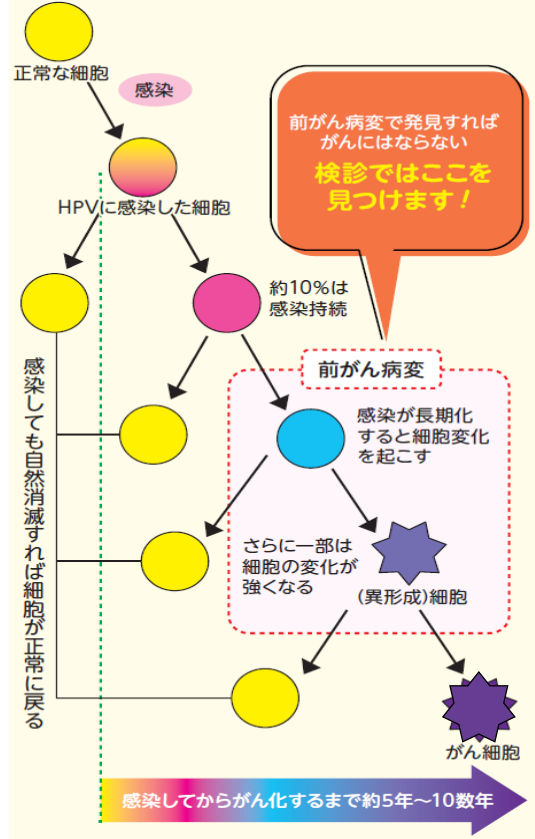 正常な細胞
感染
前がん病変で発見すれば
がんにはならない
検診ではここを
見つけます！
HPVに感染した細胞
約10%は
感染持続
前がん病変
感染が長期化
すると細胞変化
を起こす
さらに一部は
細胞の変化が
強くなる
(異形成)細胞
感染しても自然消滅すれば細胞が正常に戻る
がん細胞
感染してからがん化するまで約5年〜10数年